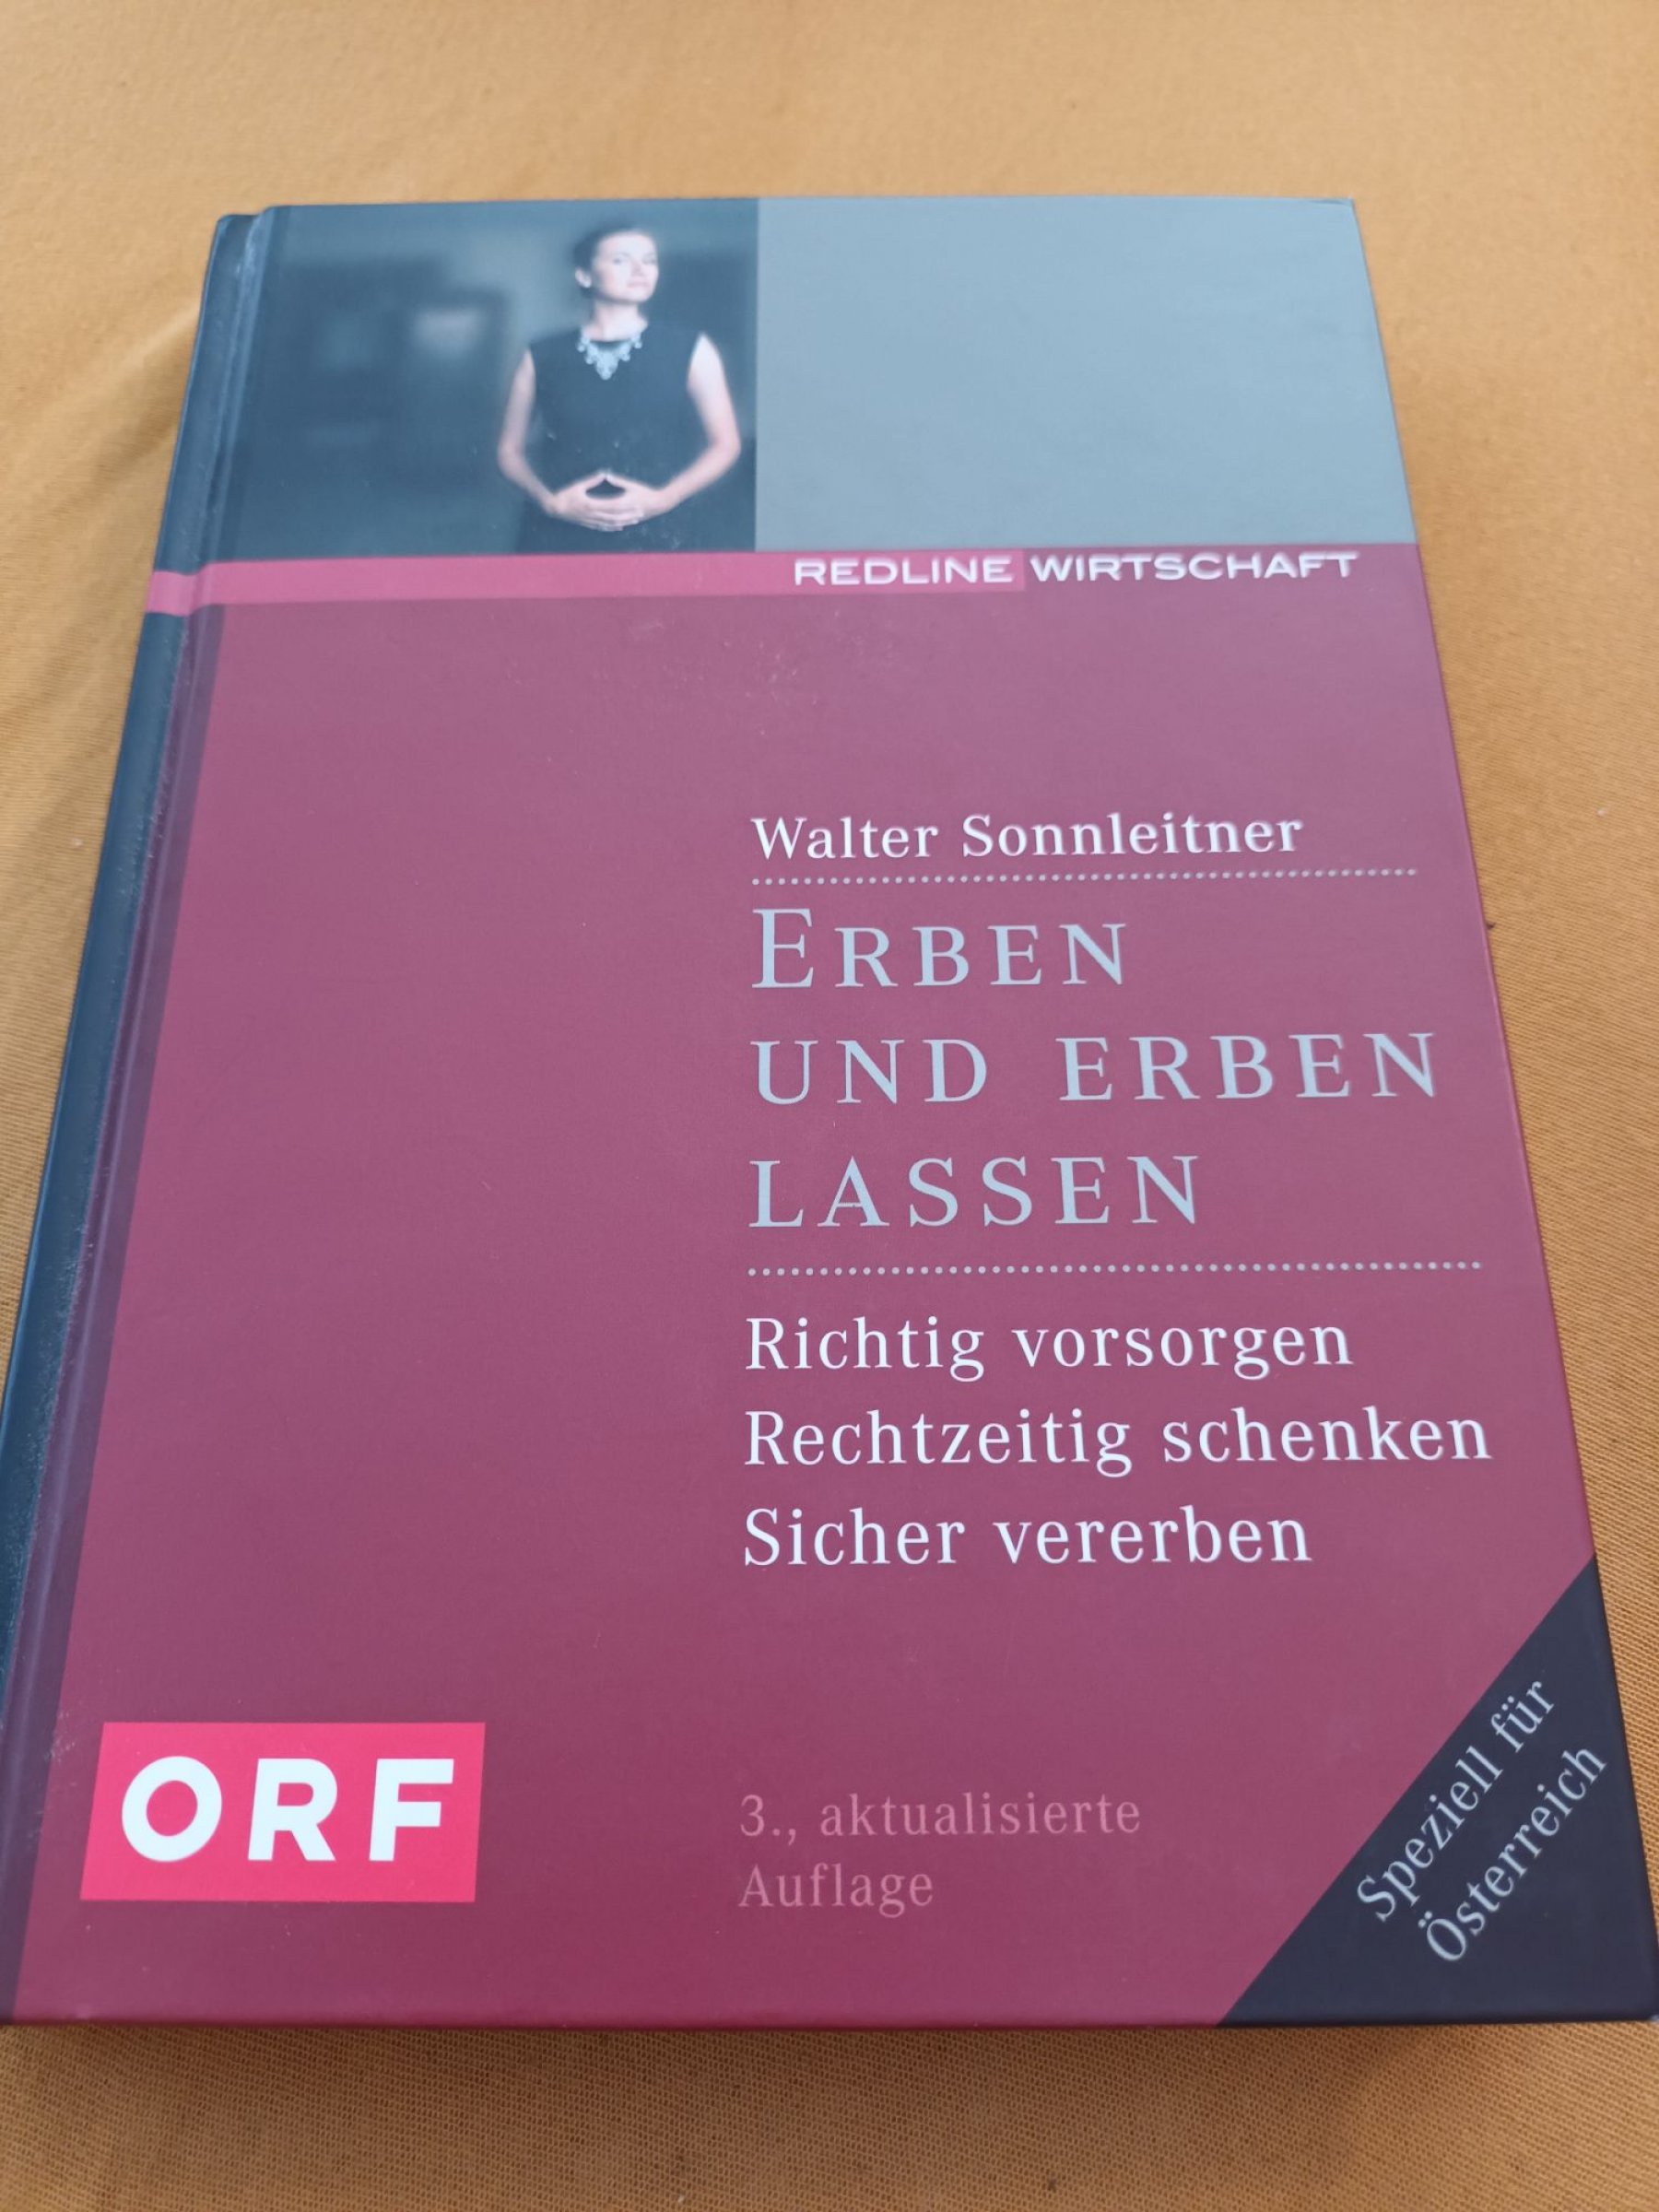 REDLINE WIRTSCHAFT
Walter Sonnleitner
ERBEN
UND ERBEN
LASSEN
Richtig vorsorgen
Rechtzeitig schenken
Sicher vererben
ORF
3., aktualisierte
Auflage
Speziell für
Österreich